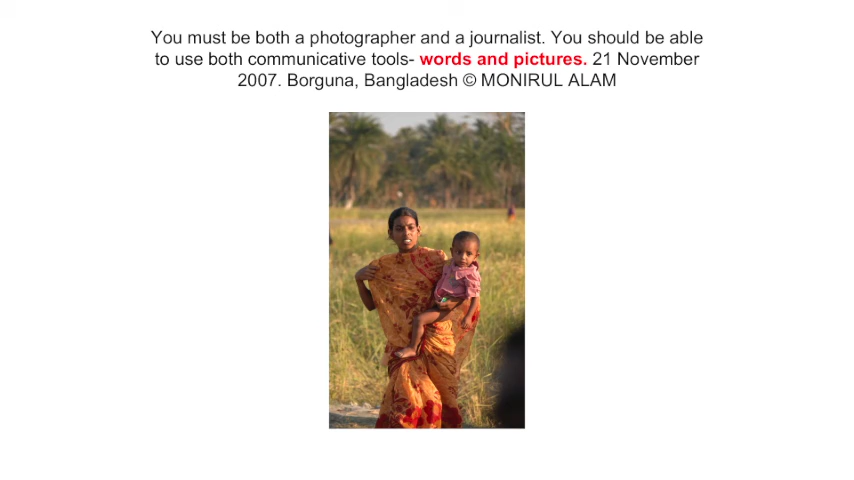 You must be both a photographer and a journalist. You should be able
to use both communicative tools- words and pictures. 21 November
2007. Borguna, Bangladesh © MONIRUL ALAM